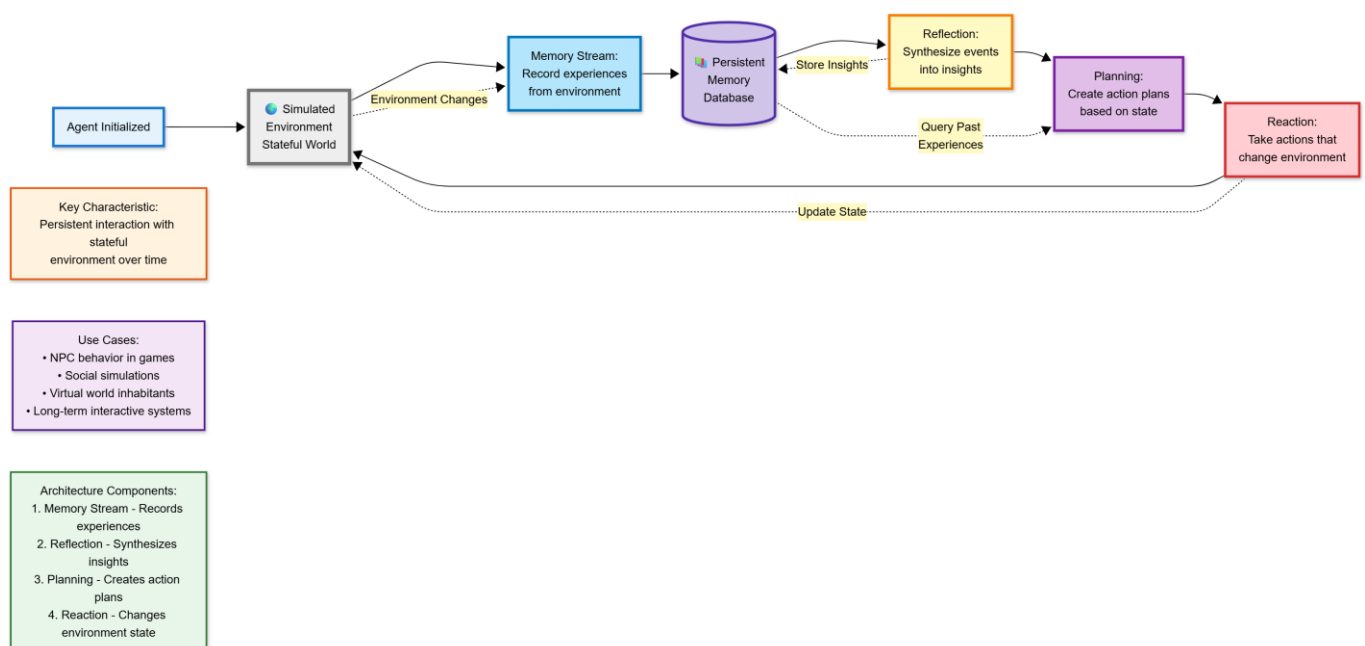 Agent Initialized
🌍 Simulated
Environment
Stateful World
Environment Changes
Memory Stream:
Record experiences
from environment
📚 Persistent
Memory
Database
Store Insights
Reflection:
Synthesize events
into insights
Query Past
Experiences
Planning:
Create action plans
based on state
Reaction:
Take actions that
change environment
Update State
Key Characteristic:
Persistent interaction with
stateful
environment over time
Use Cases:
• NPC behavior in games
• Social simulations
• Virtual world inhabitants
• Long-term interactive systems
Architecture Components:
1. Memory Stream - Records
experiences
2. Reflection - Synthesizes
insights
3. Planning - Creates action
plans
4. Reaction - Changes
environment state